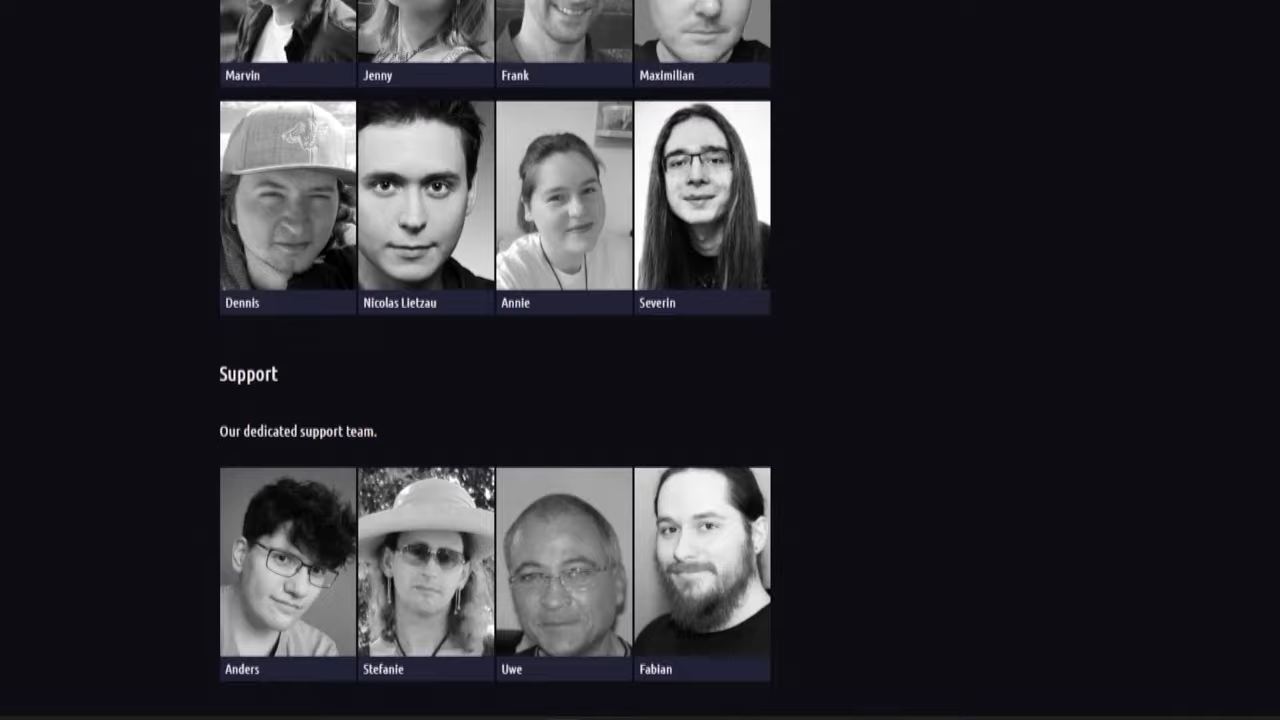 Marvin Jenny Frank Maximilian
Dennis Nicolas Lietzau Annie Severin
Support
Our dedicated support team.
Anders Stefanie Uwe Fabian